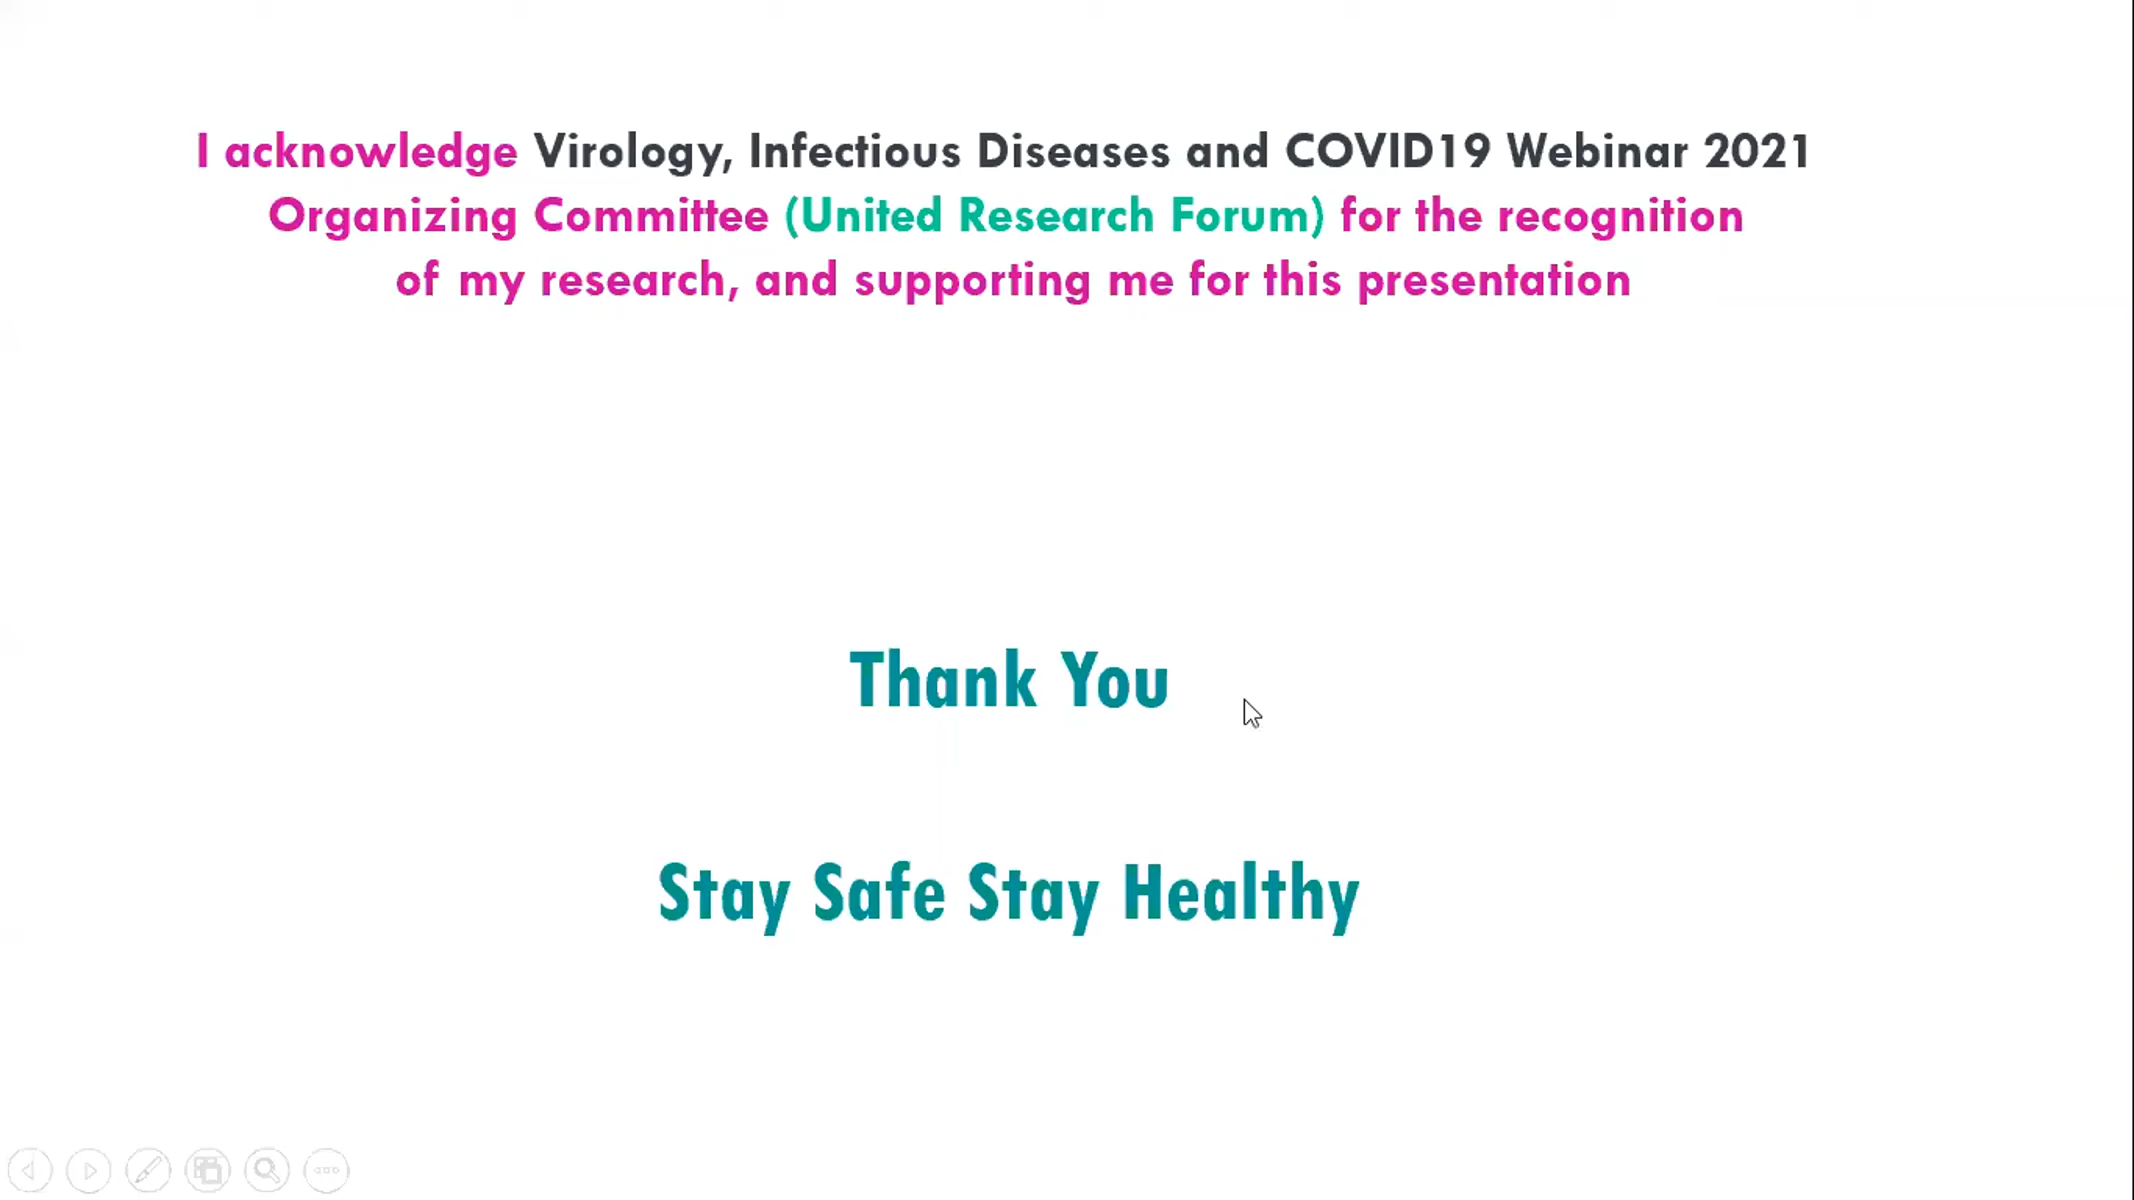 I acknowledge Virology, Infectious Diseases and COVID19 Webinar 2021
Organizing Committee (United Research Forum) for the recognition
of my research, and supporting me for this presentation
Thank You
Stay Safe Stay Healthy